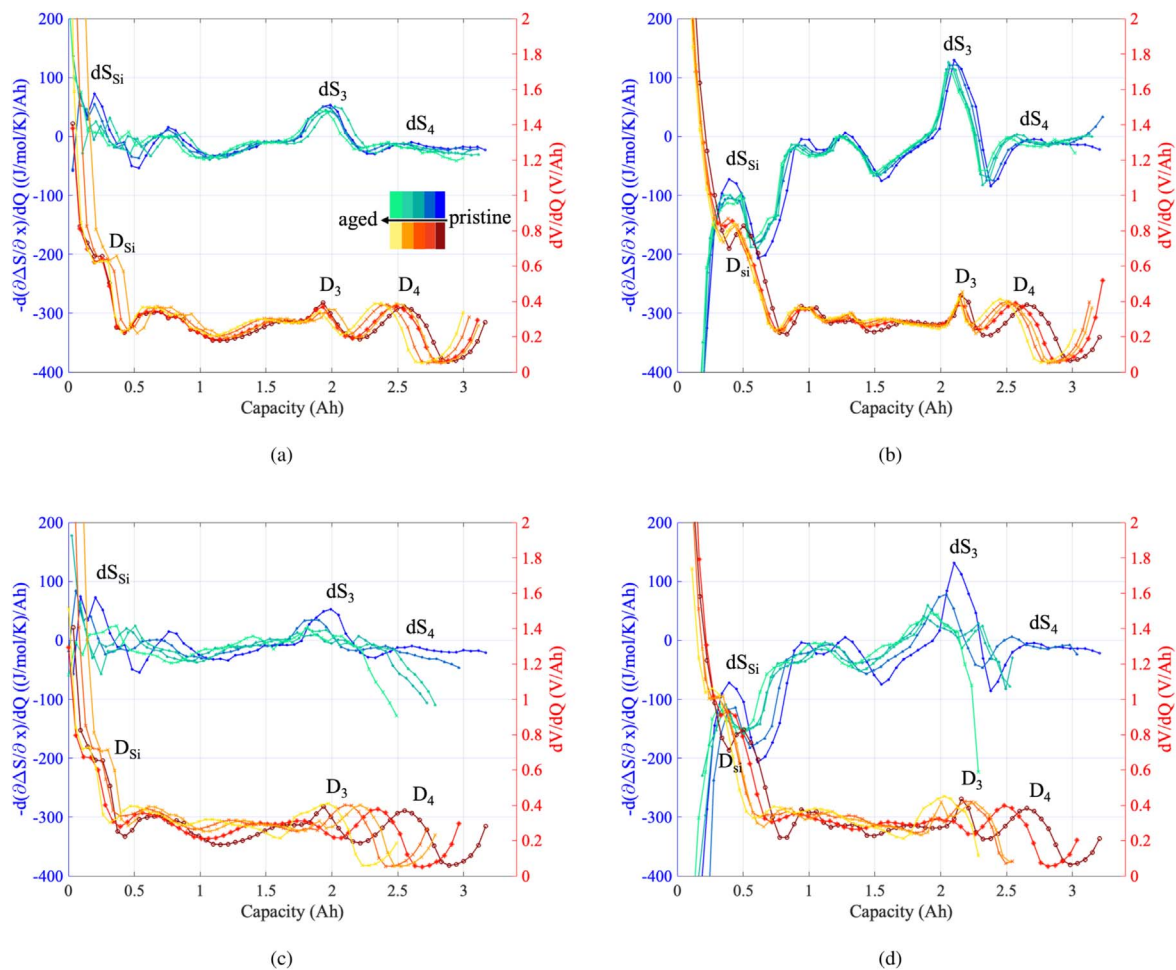 200
100
0
-100
-200
-300
-400
-d(∂ΔS/∂ x)/dQ ((J/mol/K)/Ah)
2
1.8
1.6
1.4
1.2
1
0.8
0.6
0.4
0.2
0
dV/dQ (V/Ah)
0 0.5 1 1.5 2 2.5 3
Capacity (Ah)
dS_Si
dS_3
dS_4
aged pristine
D_Si
D_3
D_4
(a)
200
100
0
-100
-200
-300
-400
-d(∂ΔS/∂ x)/dQ ((J/mol/K)/Ah)
2
1.8
1.6
1.4
1.2
1
0.8
0.6
0.4
0.2
0
dV/dQ (V/Ah)
0 0.5 1 1.5 2 2.5 3
Capacity (Ah)
dS_3
dS_4
dS_Si
D_si
D_3
D_4
(b)
200
100
0
-100
-200
-300
-400
-d(∂ΔS/∂ x)/dQ ((J/mol/K)/Ah)
2
1.8
1.6
1.4
1.2
1
0.8
0.6
0.4
0.2
0
dV/dQ (V/Ah)
0 0.5 1 1.5 2 2.5 3
Capacity (Ah)
dS_Si
dS_3
dS_4
D_Si
D_3
D_4
(c)
200
100
0
-100
-200
-300
-400
-d(∂ΔS/∂ x)/dQ ((J/mol/K)/Ah)
2
1.8
1.6
1.4
1.2
1
0.8
0.6
0.4
0.2
0
dV/dQ (V/Ah)
0 0.5 1 1.5 2 2.5 3
Capacity (Ah)
dS_3
dS_4
dS_Si
D_si
D_3
D_4
(d)